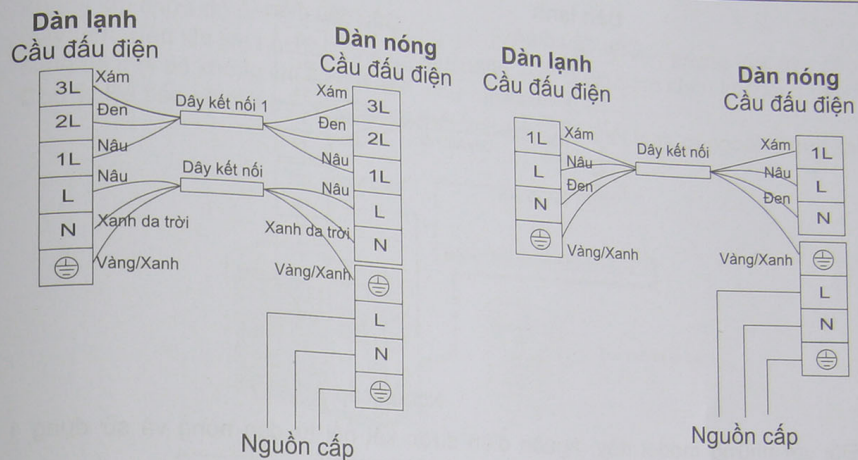 Dàn lạnh
Cầu đấu điện
3L
2L
1L
L
N
Xám
Đen
Nâu
Nâu
Xanh da trời
Vàng/Xanh
Dây kết nối 1
Dây kết nối
Dàn nóng
Cầu đấu điện
Xám
Đen
Nâu
Nâu
Xanh da trời
Vàng/Xanh
3L
2L
1L
L
N
L
N
Nguồn cấp
Dàn lạnh
Cầu đấu điện
1L
L
N
Xám
Nâu
Đen
Vàng/Xanh
Dây kết nối
Dàn nóng
Cầu đấu điện
Xám
Nâu
Đen
Vàng/Xanh
1L
L
N
L
N
Nguồn cấp